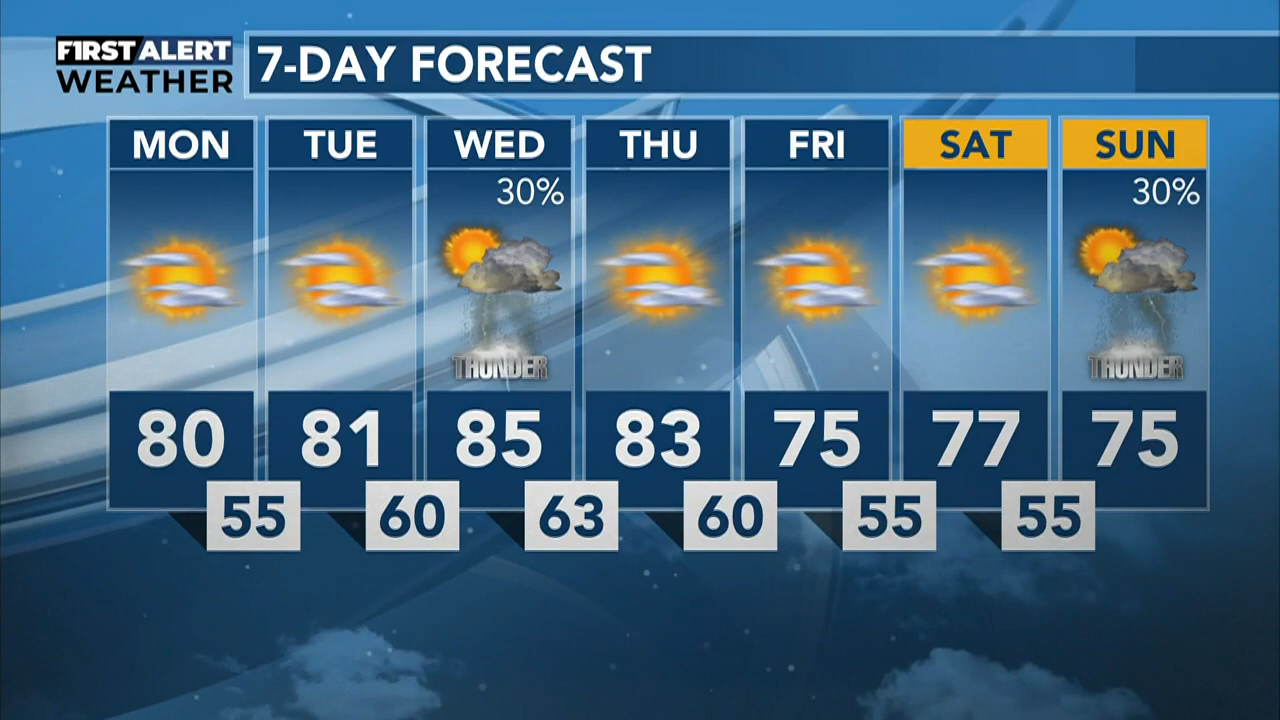 F1RST ALERT
WEATHER
7-DAY FORECAST
MON TUE WED THU FRI SAT SUN
30% 30%
THUNDER THUNDER
80 81 85 83 75 77 75
55 60 63 60 55 55